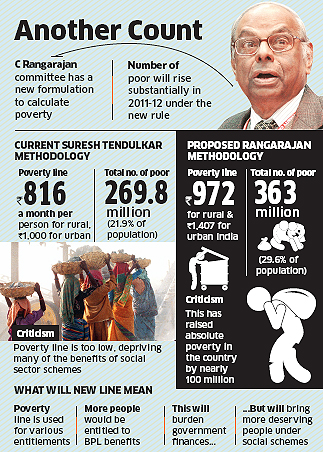 Another Count
C Rangarajan
committee has a
new formulation
to calculate
poverty
Number of
poor will rise
substantially in
2011-12 under the
new rule
CURRENT SURESH TENDULKAR
METHODOLOGY
Poverty line
₹816
a month per
person for rural,
₹1,000 for urban
Total no. of poor
269.8
million
(21.9% of
population)
Criticism
Poverty line is too low, depriving
many of the benefits of social
sector schemes
PROPOSED RANGARAJAN
METHODOLOGY
Poverty line
₹972
for rural &
₹1,407 for
urban India
Total no. of poor
363
million
(29.6% of
population)
Criticism
This has
raised
absolute
poverty in
the country
by nearly
100 million
WHAT WILL NEW LINE MEAN
Poverty
line is used
for various
entitlements
More people
would be
entitled to
BPL benefits
This will
burden
government
finances...
...But will bring
more deserving
people under
social schemes